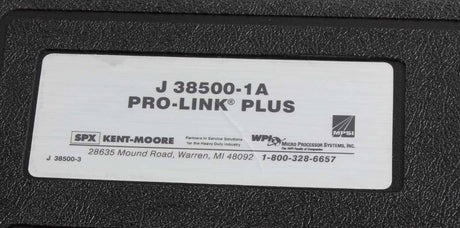 J 38500-1A
PRO-LINK® PLUS
MPSI
SPX KENT-MOORE
Partners in Service Solutions
for the Heavy Duty Industry
WPI MICRO PROCESSOR SYSTEMS, INC.
28635 Mound Road, Warren, MI 48092 1-800-328-6657
J 38500-3